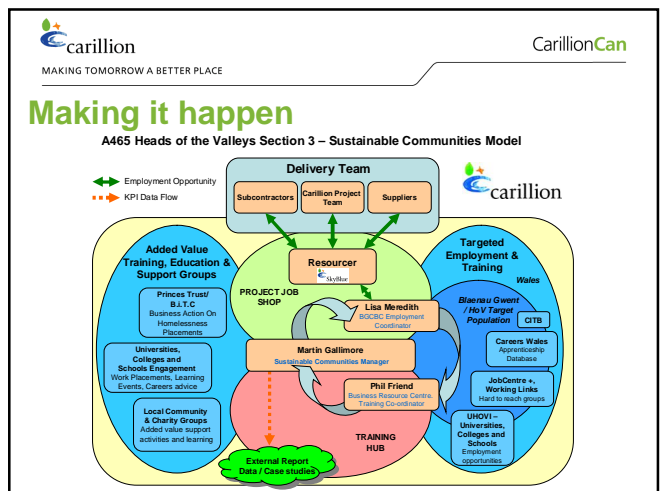 carillion
MAKING TOMORROW A BETTER PLACE
CarillionCan
Making it happen
A465 Heads of the Valleys Section 3 – Sustainable Communities Model
Employment Opportunity
KPI Data Flow
Delivery Team
Subcontractors
Carillion Project
Team
Suppliers
carillion
Added Value
Training, Education &
Support Groups
Princes Trust/
B.i.T.C
Business Action On
Homelessness
Placements
Universities,
Colleges and
Schools Engagement
Work Placements, Learning
Events, Careers advice
Local Community
& Charity Groups
Added value support
activities and learning
Resourcer
SkyBlue
PROJECT JOB
SHOP
Lisa Meredith
BGCBC Employment
Coordinator
Martin Gallimore
Sustainable Communities Manager
Phil Friend
Business Resource Centre.
Training Co-ordinator
TRAINING
HUB
External Report
Data / Case studies
Targeted
Employment &
Training
Wales
Blaenau Gwent
/ HoV Target
Population
CITB
Careers Wales
Apprenticeship
Database
JobCentre +,
Working Links
Hard to reach groups
UHOVI –
Universities,
Colleges and
Schools
Employment
opportunities